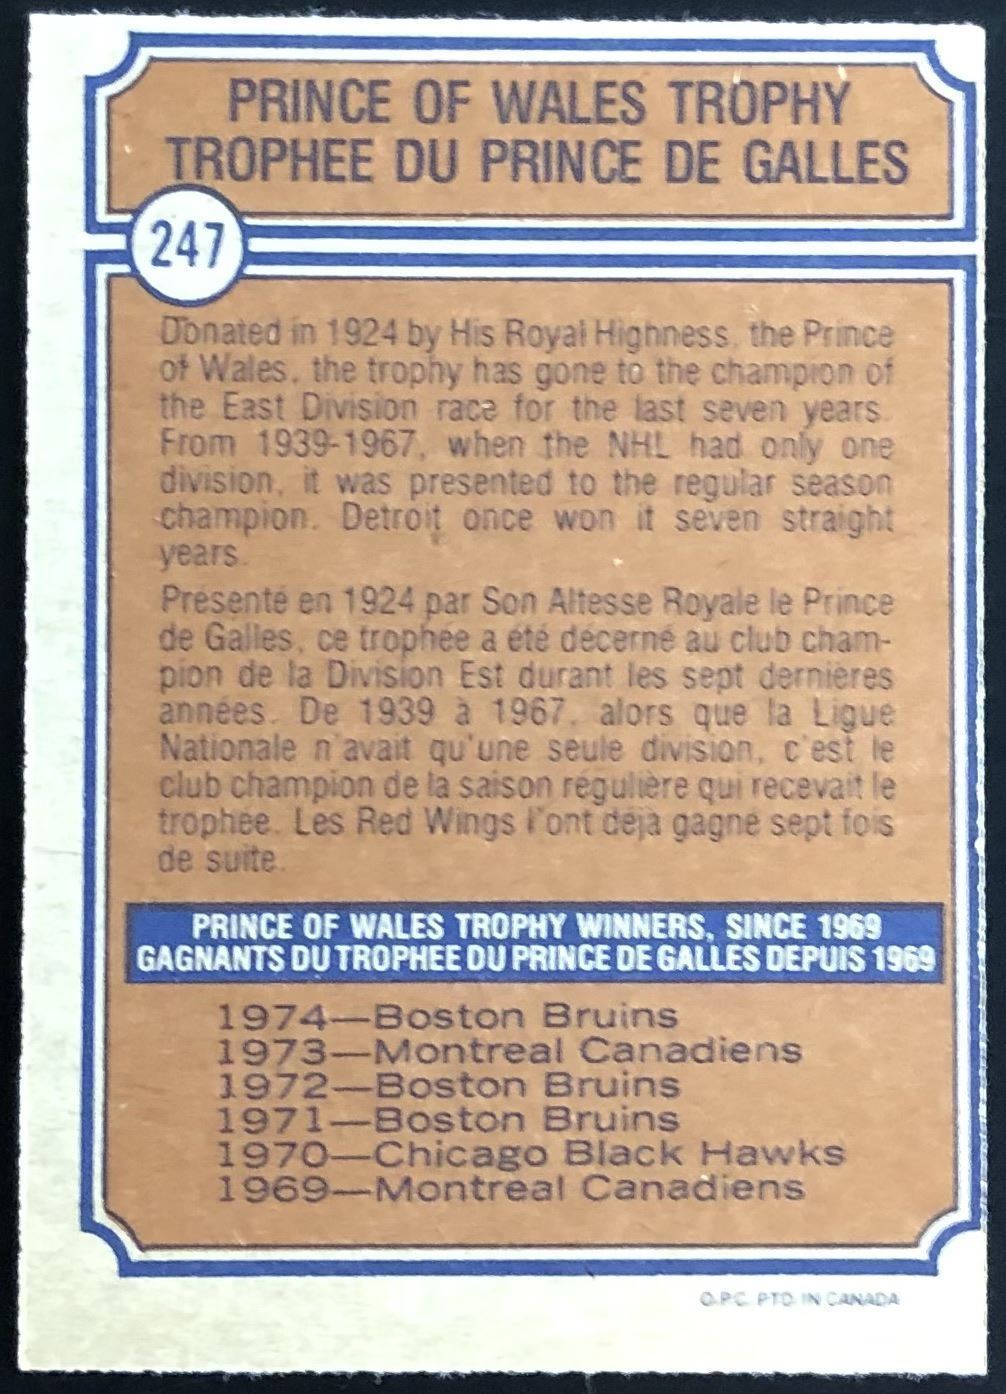 PRINCE OF WALES TROPHY
TROPHEE DU PRINCE DE GALLES
247
Donated in 1924 by His Royal Highness, the Prince
of Wales, the trophy has gone to the champion of
the East Division race for the last seven years.
From 1939-1967, when the NHL had only one
division, it was presented to the regular season
champion. Detroit once won it seven straight
years.
Présenté en 1924 par Son Altesse Royale le Prince
de Galles, ce trophée a été décerné au club cham-
pion de la Division Est durant les sept dernières
années. De 1939 à 1967, alors que la Ligue
Nationale n'avait qu'une seule division, c'est le
club champion de la saison régulière qui recevait le
trophée. Les Red Wings l'ont déjà gagné sept fois
de suite.
PRINCE OF WALES TROPHY WINNERS, SINCE 1969
GAGNANTS DU TROPHEE DU PRINCE DE GALLES DEPUIS 1969
1974—Boston Bruins
1973—Montreal Canadiens
1972—Boston Bruins
1971—Boston Bruins
1970—Chicago Black Hawks
1969—Montreal Canadiens
O.P.C. PTD. IN CANADA